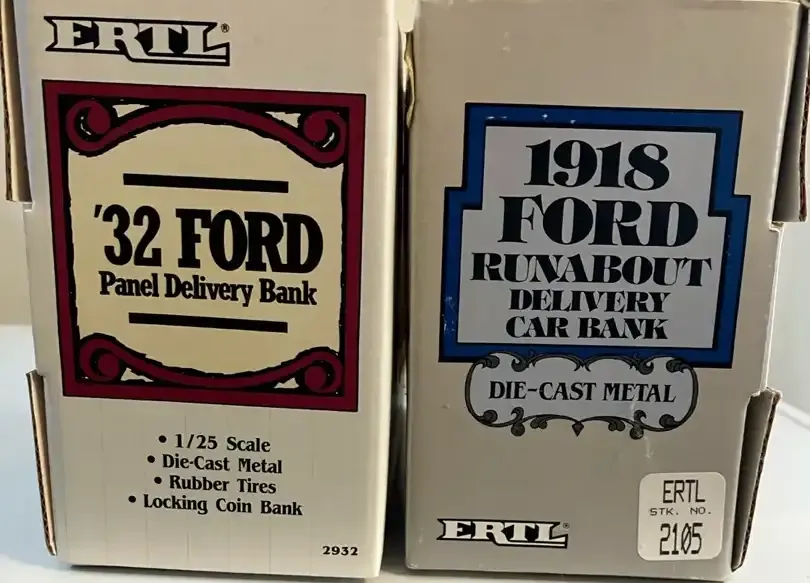 ERTL®
'32 FORD
Panel Delivery Bank
• 1/25 Scale
• Die-Cast Metal
• Rubber Tires
• Locking Coin Bank
2932
1918
FORD
RUNABOUT
DELIVERY
CAR BANK
DIE-CAST METAL
ERTL®
ERTL
STK. NO.
2105